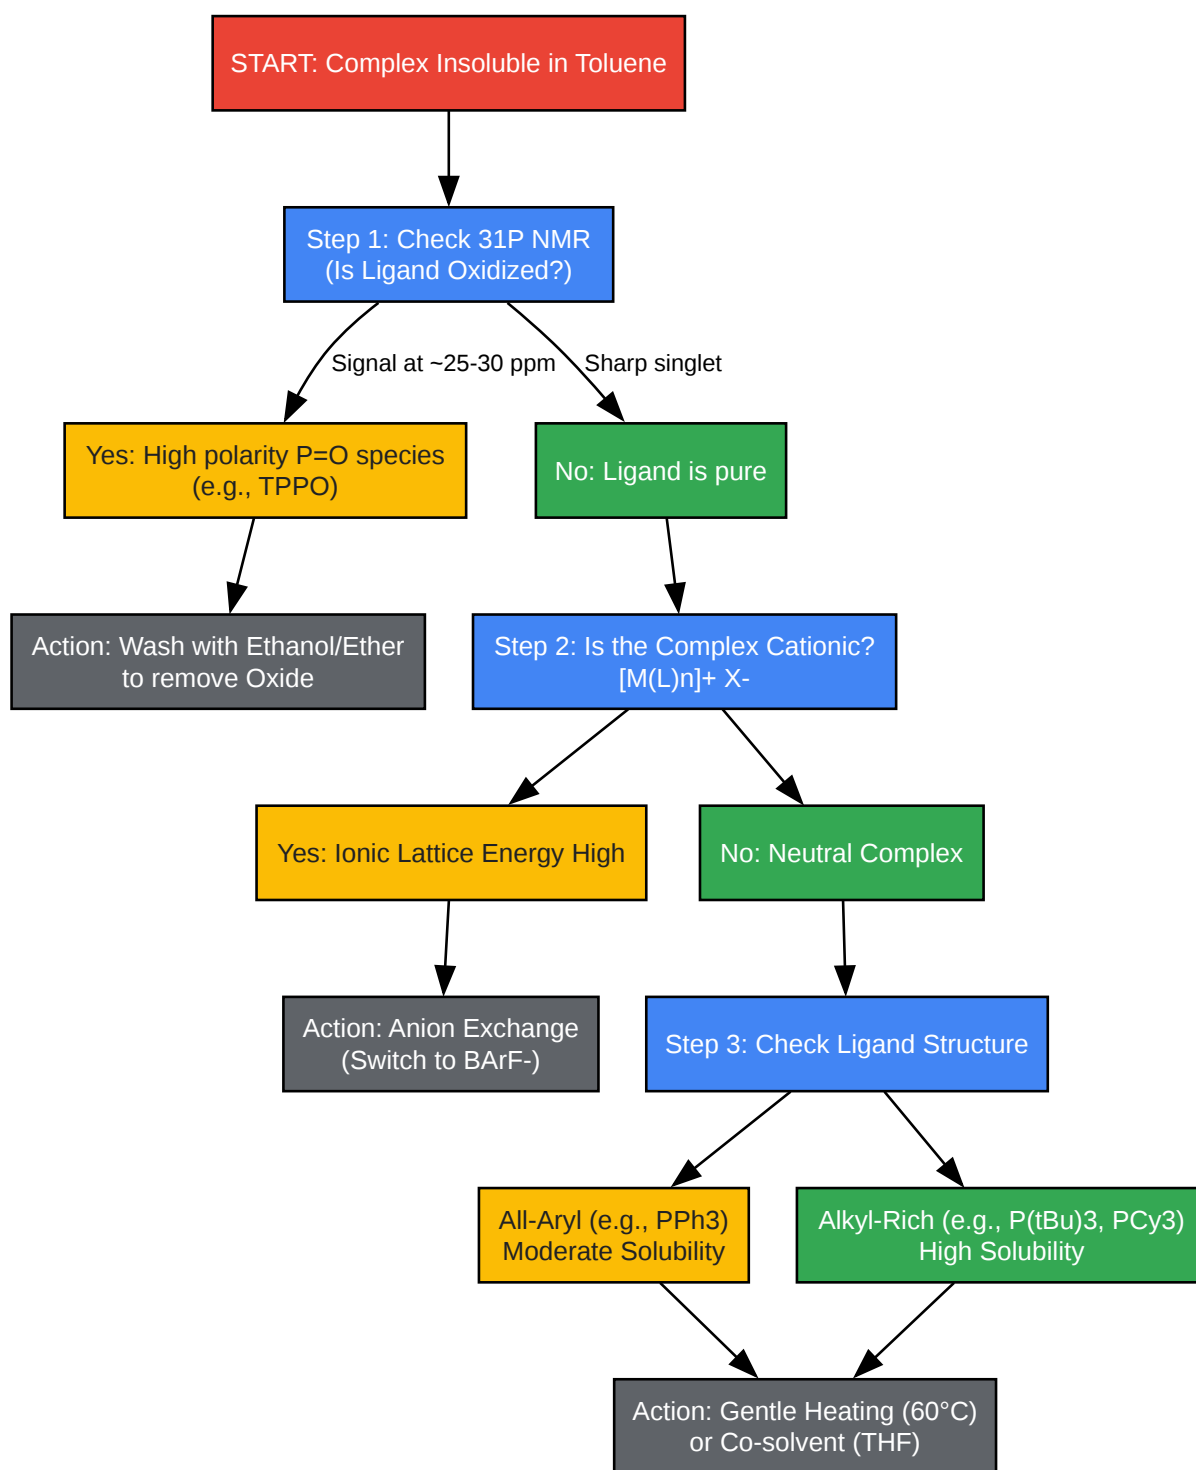 START: Complex Insoluble in Toluene
Step 1: Check 31P NMR
(Is Ligand Oxidized?)
Signal at ~25-30 ppm
Sharp singlet
Yes: High polarity P=O species
(e.g., TPPO)
No: Ligand is pure
Action: Wash with Ethanol/Ether
to remove Oxide
Step 2: Is the Complex Cationic?
[M(L)n]+ X-
Yes: Ionic Lattice Energy High
No: Neutral Complex
Action: Anion Exchange
(Switch to BArF-)
Step 3: Check Ligand Structure
All-Aryl (e.g., PPh3)
Moderate Solubility
Alkyl-Rich (e.g., P(tBu)3, PCy3)
High Solubility
Action: Gentle Heating (60°C)
or Co-solvent (THF)